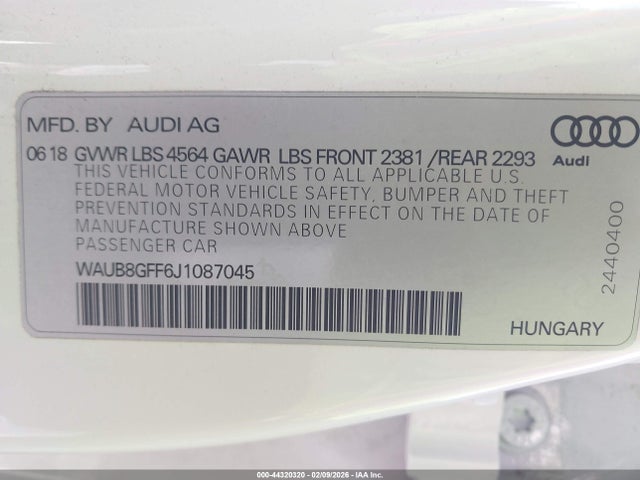 MFD. BY AUDI AG
06 18 GVWR LBS 4564 GAWR LBS FRONT 2381 /REAR 2293
THIS VEHICLE CONFORMS TO ALL APPLICABLE U.S.
FEDERAL MOTOR VEHICLE SAFETY, BUMPER AND THEFT
PREVENTION STANDARDS IN EFFECT ON THE DATE OF
MANUFACTURE SHOWN ABOVE
PASSENGER CAR
WAUB8GFF6J1087045
Audi
2440400
HUNGARY
000-44320320 - 02/09/2026 - IAA Inc.